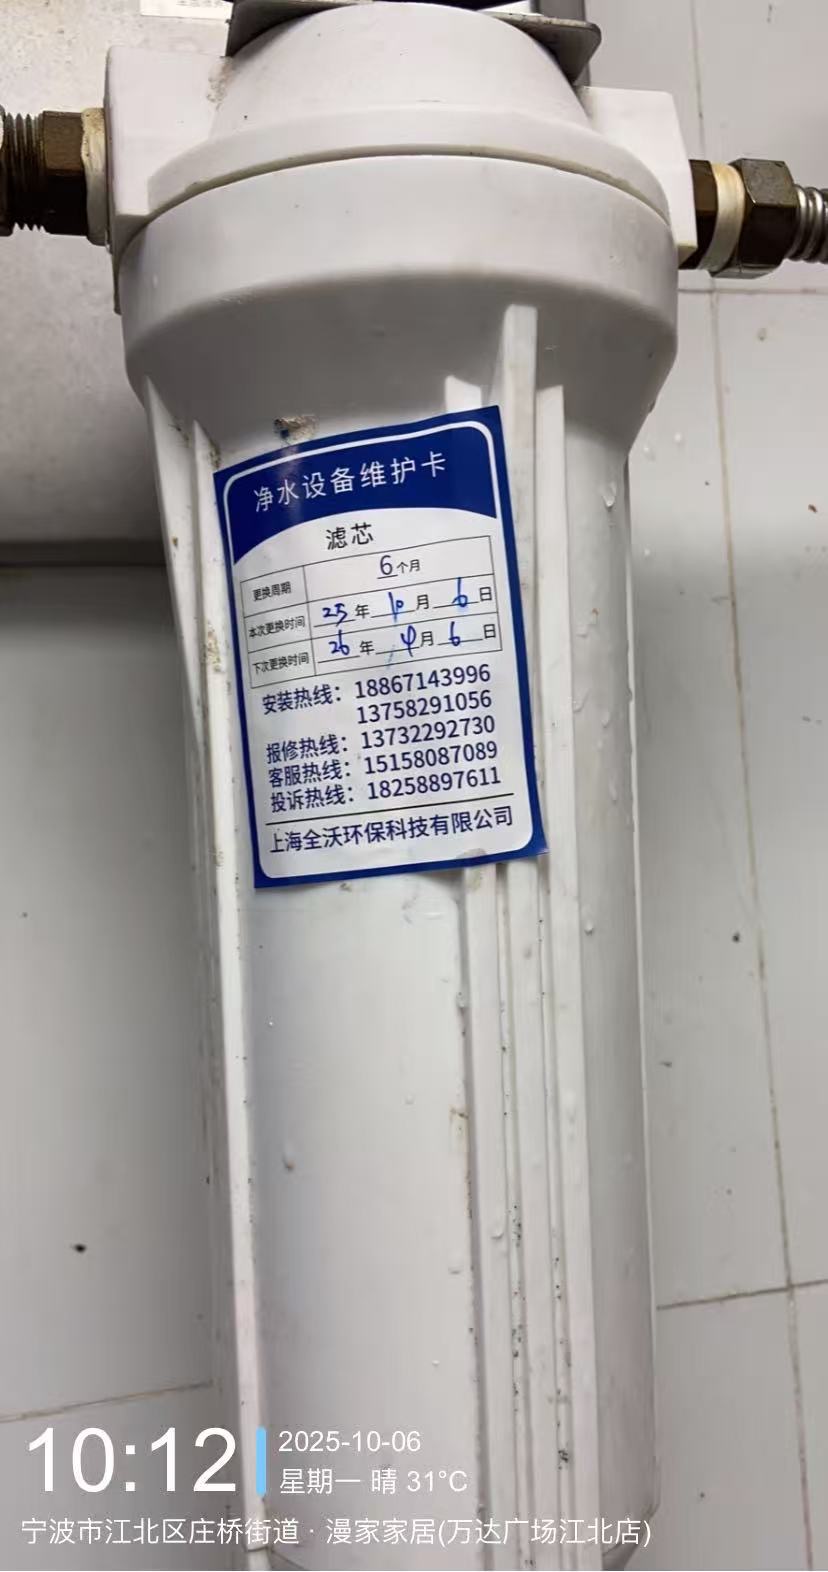 净水设备维护卡
滤芯
更换周期 6个月
本次更换时间 25年10月6日
下次更换时间 26年4月6日
安装热线：18867143996
13758291056
报修热线：13732292730
客服热线：15158087089
投诉热线：18258897611
上海全沃环保科技有限公司
10:12
2025-10-06
星期一 晴 31°C
宁波市江北区庄桥街道 · 漫家家居(万达广场江北店)